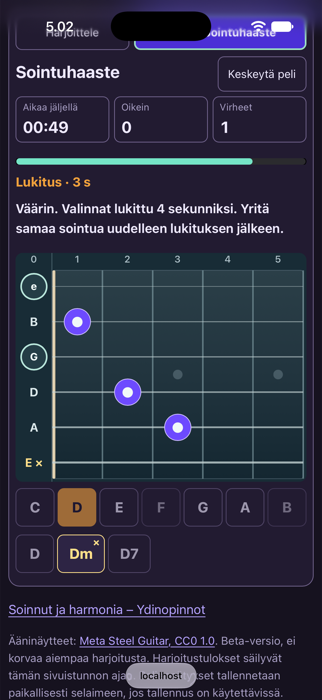 5.02
Harjoittele Sointuhaaste
Sointuhaaste
Keskeytä peli
Aikaa jäljellä Oikein Virheet
00:49 0 1
Lukitus · 3 s
Väärin. Valinnat lukittu 4 sekunniksi. Yritä
samaa sointua uudelleen lukituksen jälkeen.
0 1 2 3 4 5
e
B
G
D
A
E ×
C D E F G A B
D Dm × D7
Soinnut ja harmonia – Ydinopinnot
Ääninäytteet: Meta Steel Guitar, CC0 1.0. Beta-versio, ei
korvaa aiempaa harjoitusta. Harjoitustulokset säilyvät
tämän sivuston ajan. tallennetaan
localhost
paikallisesti selaimeen, jos tallennus on käytettävissä.